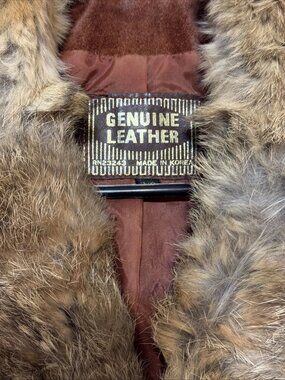 GENUINE
LEATHER
RN23243 MADE IN KOREA